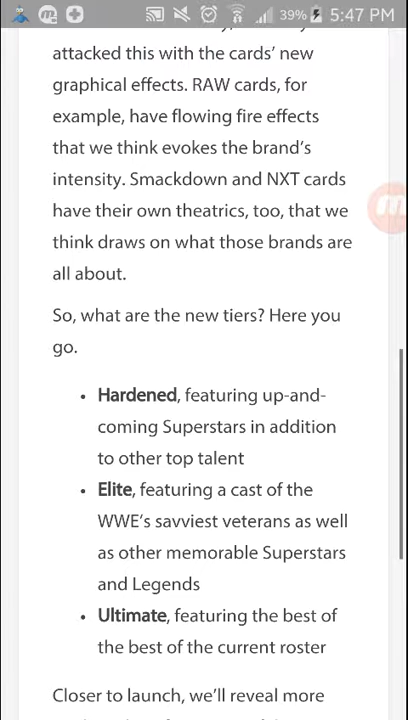 39% 5:47 PM
attacked this with the cards' new
graphical effects. RAW cards, for
example, have flowing fire effects
that we think evokes the brand's
intensity. Smackdown and NXT cards
have their own theatrics, too, that we
think draws on what those brands are
all about.
So, what are the new tiers? Here you
go.
• Hardened, featuring up-and-
coming Superstars in addition
to other top talent
• Elite, featuring a cast of the
WWE's savviest veterans as well
as other memorable Superstars
and Legends
• Ultimate, featuring the best of
the best of the current roster
Closer to launch, we'll reveal more